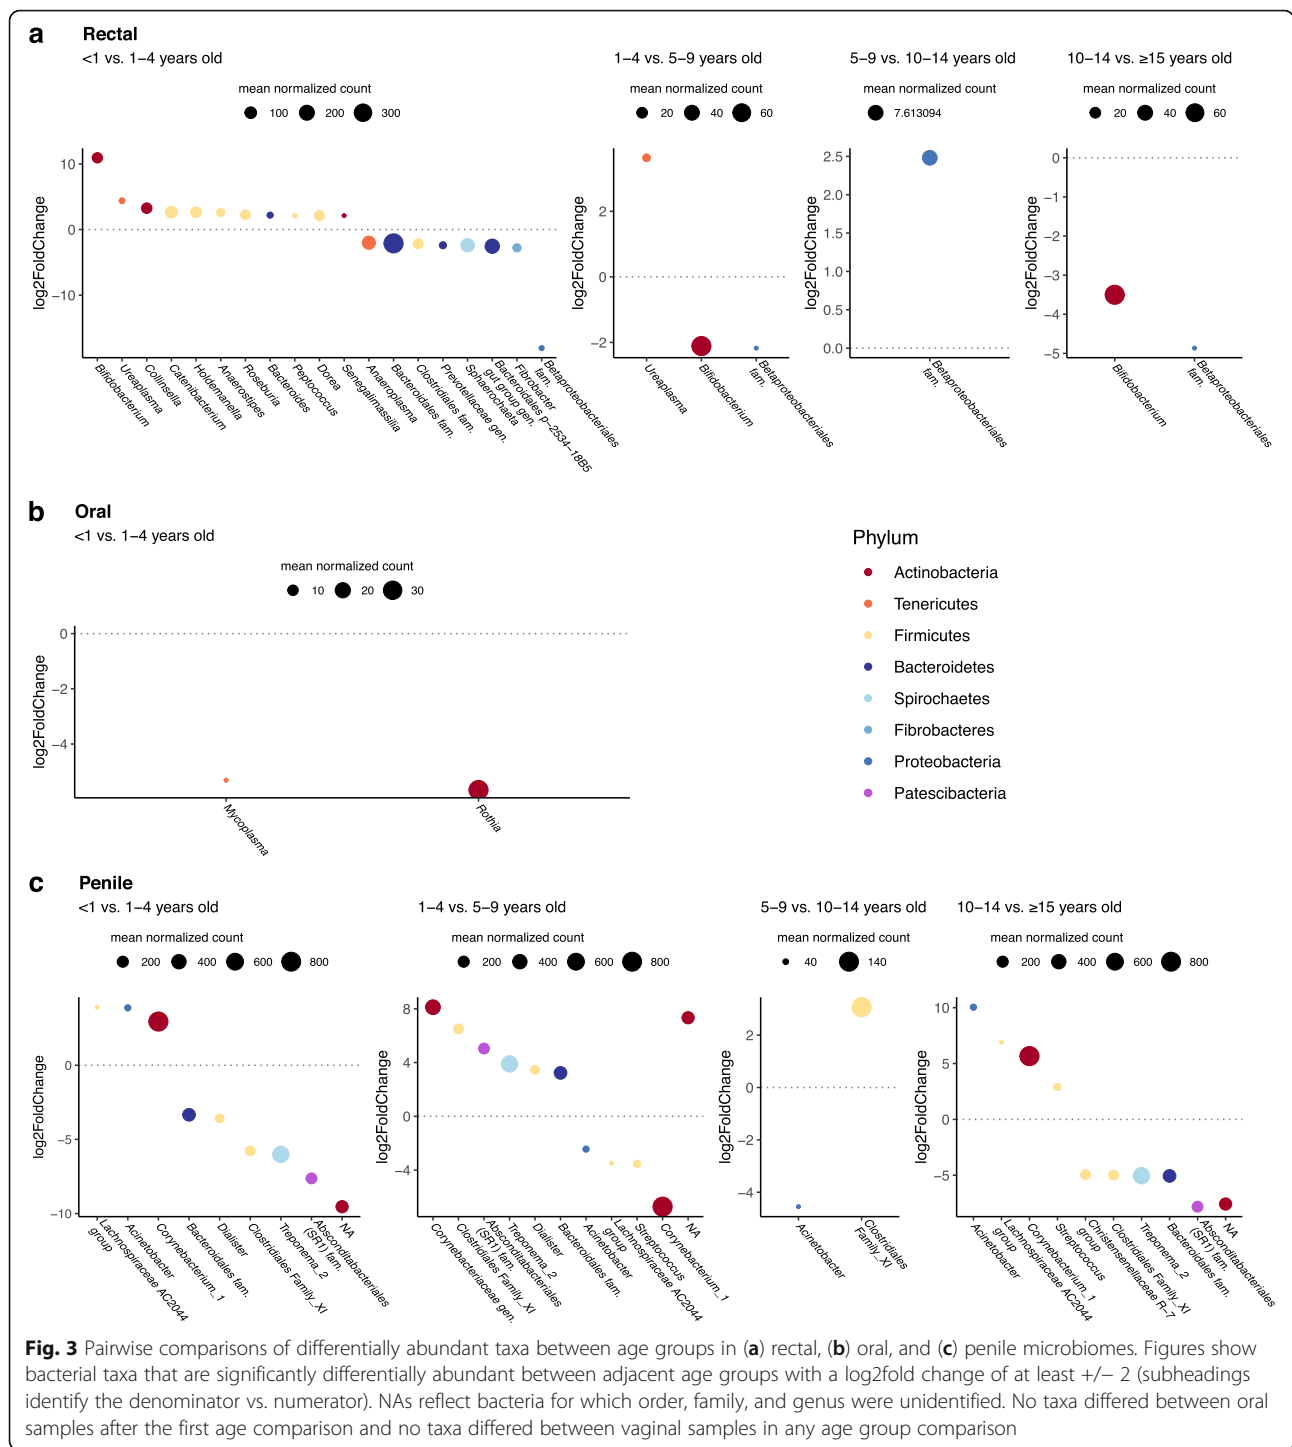 a Rectal
<1 vs. 1–4 years old
mean normalized count
100 200 300
log2FoldChange
10
0
−10
Bifidobacterium
Ureaplasma
Collinsella
Catenibacterium
Holdemanella
Anaerostipes
Roseburia
Bacteroides
Peptococcus
Dorea
Senegalimassilia
Anaeroplasma
Bacteroidales fam.
Clostridiales fam.
Prevotellaceae gen.
Sphaerochaeta
Bacteroidales p−2534−18B5
gut group gen.
Fibrobacter
Betaproteobacteriales
fam.
1–4 vs. 5–9 years old
mean normalized count
20 40 60
log2FoldChange
2
0
−2
Ureaplasma
Bifidobacterium
Betaproteobacteriales
fam.
5–9 vs. 10–14 years old
mean normalized count
7.613094
log2FoldChange
2.5
2.0
1.5
1.0
0.5
0.0
Betaproteobacteriales
fam.
10–14 vs. ≥15 years old
mean normalized count
20 40 60
log2FoldChange
0
−1
−2
−3
−4
−5
Bifidobacterium
Betaproteobacteriales
fam.
b Oral
<1 vs. 1–4 years old
mean normalized count
10 20 30
log2FoldChange
0
−2
−4
Mycoplasma
Rothia
Phylum
Actinobacteria
Tenericutes
Firmicutes
Bacteroidetes
Spirochaetes
Fibrobacteres
Proteobacteria
Patescibacteria
c Penile
<1 vs. 1–4 years old
mean normalized count
200 400 600 800
log2FoldChange
0
−5
−10
Lachnospiraceae AC2044
group
Acinetobacter
Corynebacterium_1
Bacteroidales fam.
Dialister
Clostridiales Family_XI
Treponema_2
Absconditabacteriales
(SR1) fam.
NA
1–4 vs. 5–9 years old
mean normalized count
200 400 600 800
log2FoldChange
8
4
0
−4
Corynebacteriaceae gen.
Clostridiales Family_XI
Absconditabacteriales
(SR1) fam.
Treponema_2
Dialister
Bacteroidales fam.
Acinetobacter
Lachnospiraceae AC2044
group
Streptococcus
Corynebacterium_1
NA
5–9 vs. 10–14 years old
mean normalized count
40 140
log2FoldChange
2
0
−2
−4
Acinetobacter
Clostridiales
Family_XI
10–14 vs. ≥15 years old
mean normalized count
200 400 600 800
log2FoldChange
10
5
0
−5
Acinetobacter
Lachnospiraceae AC2044
group
Corynebacterium_1
Streptococcus
Christensenellaceae R−7
group
Clostridiales Family_XI
Treponema_2
Bacteroidales fam.
Absconditabacteriales
(SR1) fam.
NA
Fig. 3 Pairwise comparisons of differentially abundant taxa between age groups in (a) rectal, (b) oral, and (c) penile microbiomes. Figures show
bacterial taxa that are significantly differentially abundant between adjacent age groups with a log2fold change of at least +/− 2 (subheadings
identify the denominator vs. numerator). NAs reflect bacteria for which order, family, and genus were unidentified. No taxa differed between oral
samples after the first age comparison and no taxa differed between vaginal samples in any age group comparison